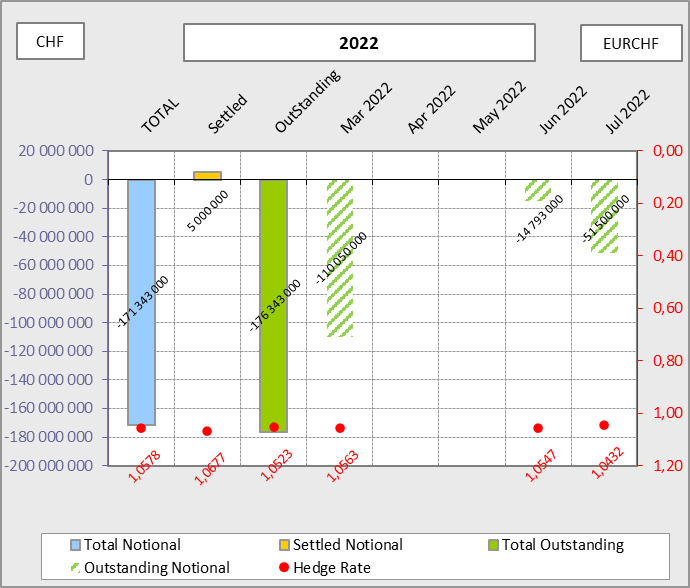 CHF
2022
EURCHF
TOTAL
Settled
OutStanding
Mar 2022
Apr 2022
May 2022
Jun 2022
Jul 2022
20 000 000
0
-20 000 000
-40 000 000
-60 000 000
-80 000 000
-100 000 000
-120 000 000
-140 000 000
-160 000 000
-180 000 000
-200 000 000
0,00
0,20
0,40
0,60
0,80
1,00
1,20
-171 343 000
5 000 000
-176 343 000
-110 050 000
-14 793 000
-51 500 000
1,0578
1,0677
1,0523
1,0563
1,0547
1,0432
Total Notional
Settled Notional
Total Outstanding
Outstanding Notional
Hedge Rate